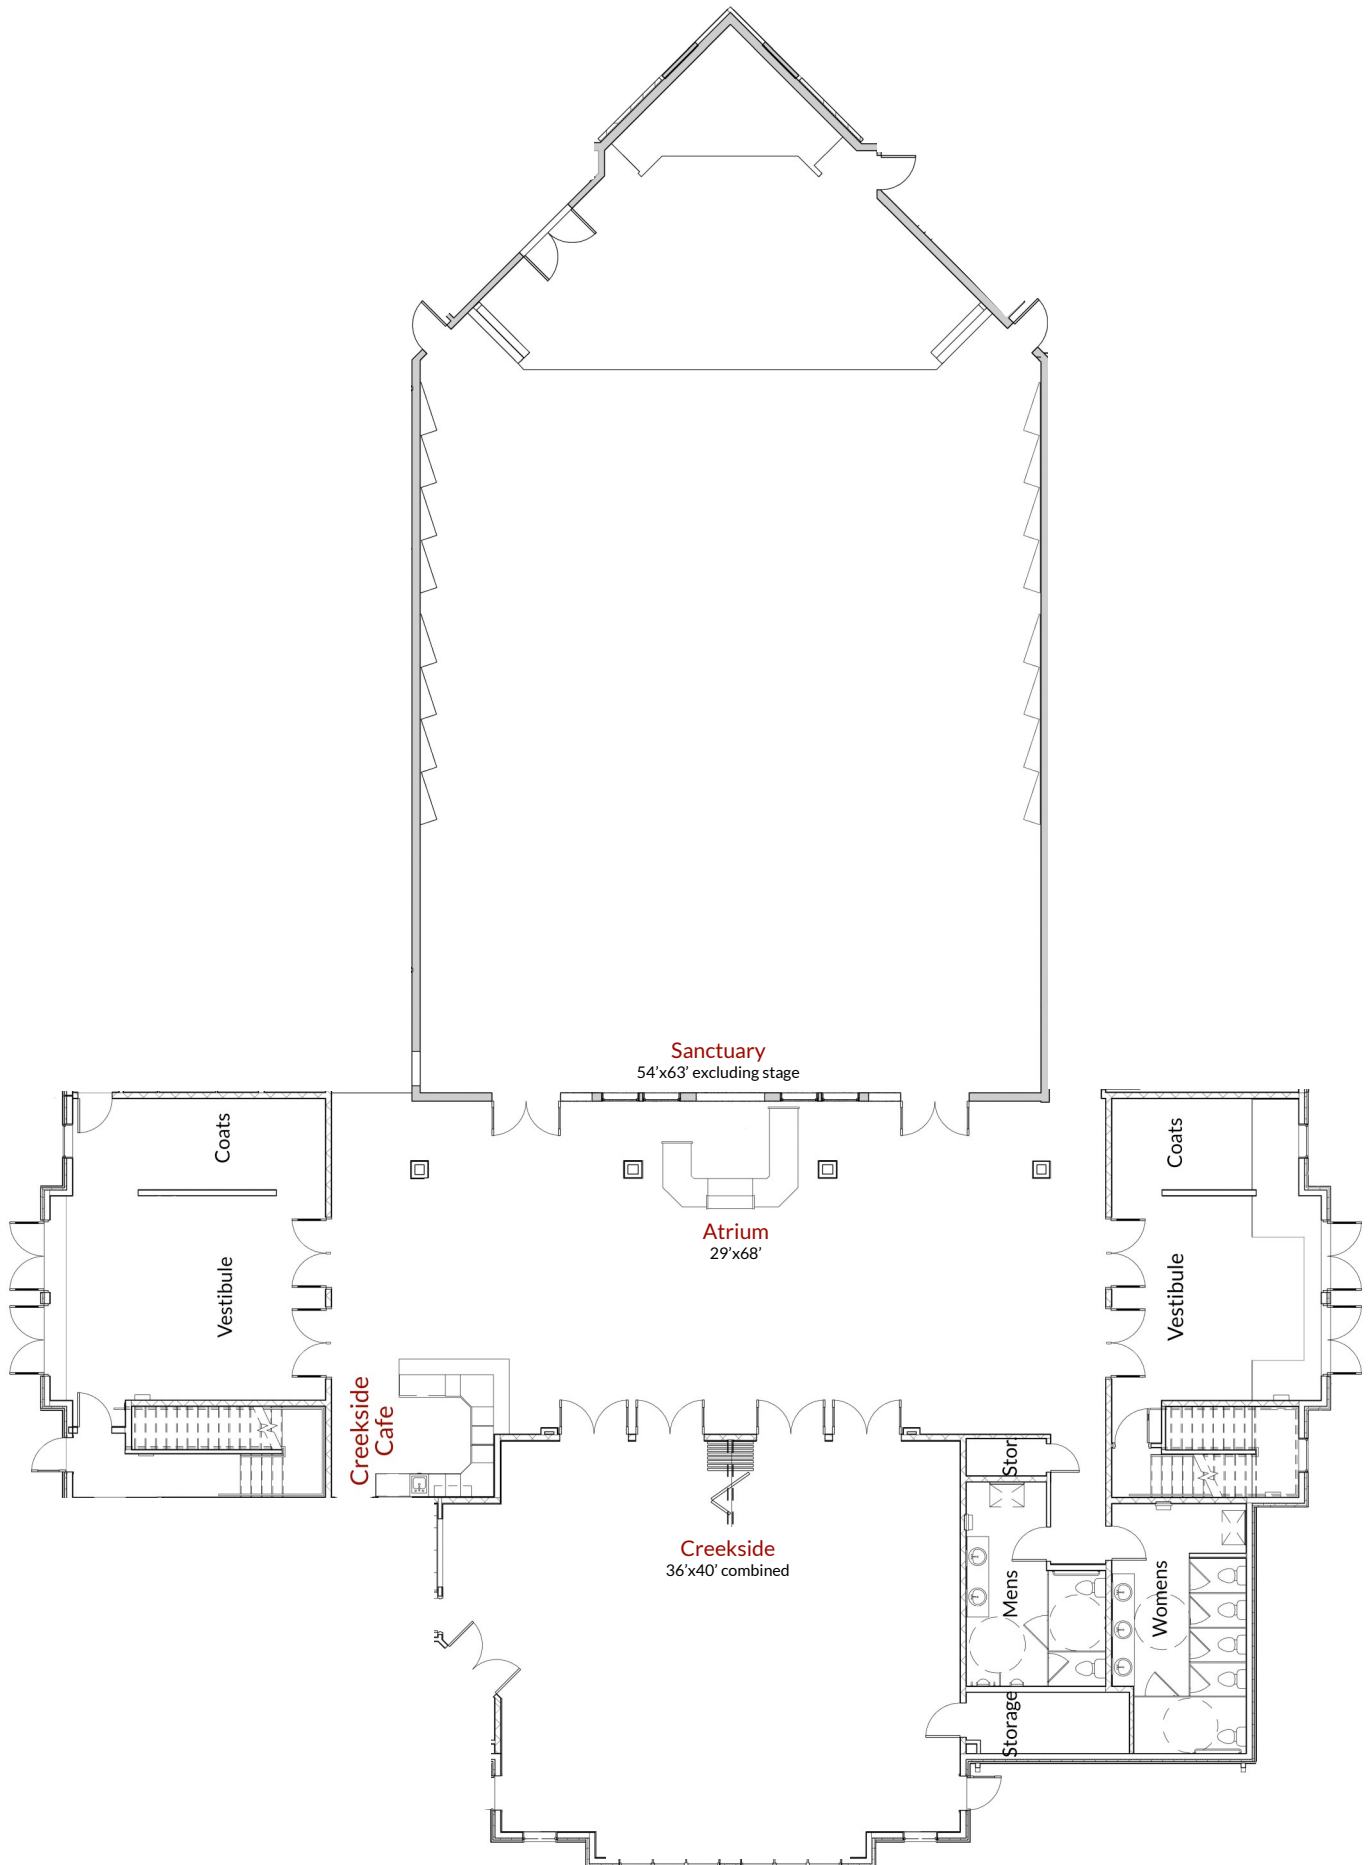 Sanctuary
54’x63’ excluding stage
Coats
Coats
Atrium
29’x68’
Vestibule
Vestibule
Creekside
Cafe
Stor.
Creekside
36’x40’ combined
Mens
Womens
Storage